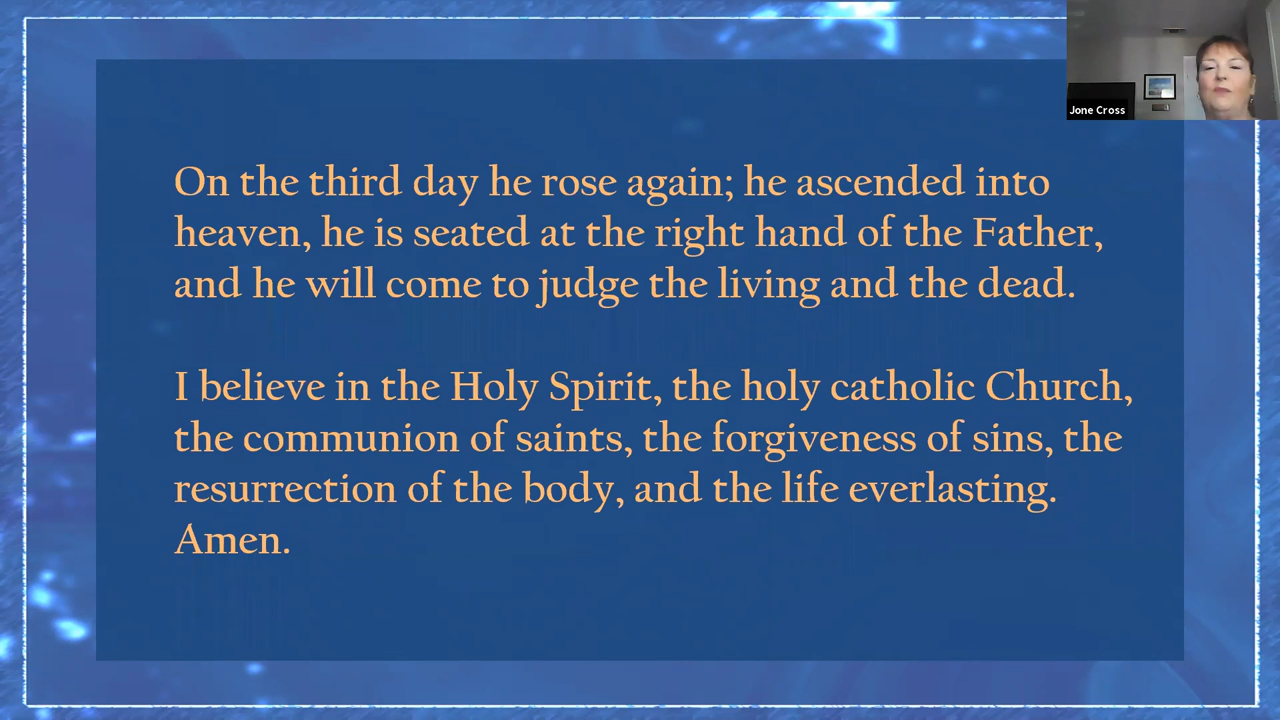 Jone Cross
On the third day he rose again; he ascended into
heaven, he is seated at the right hand of the Father,
and he will come to judge the living and the dead.
I believe in the Holy Spirit, the holy catholic Church,
the communion of saints, the forgiveness of sins, the
resurrection of the body, and the life everlasting.
Amen.